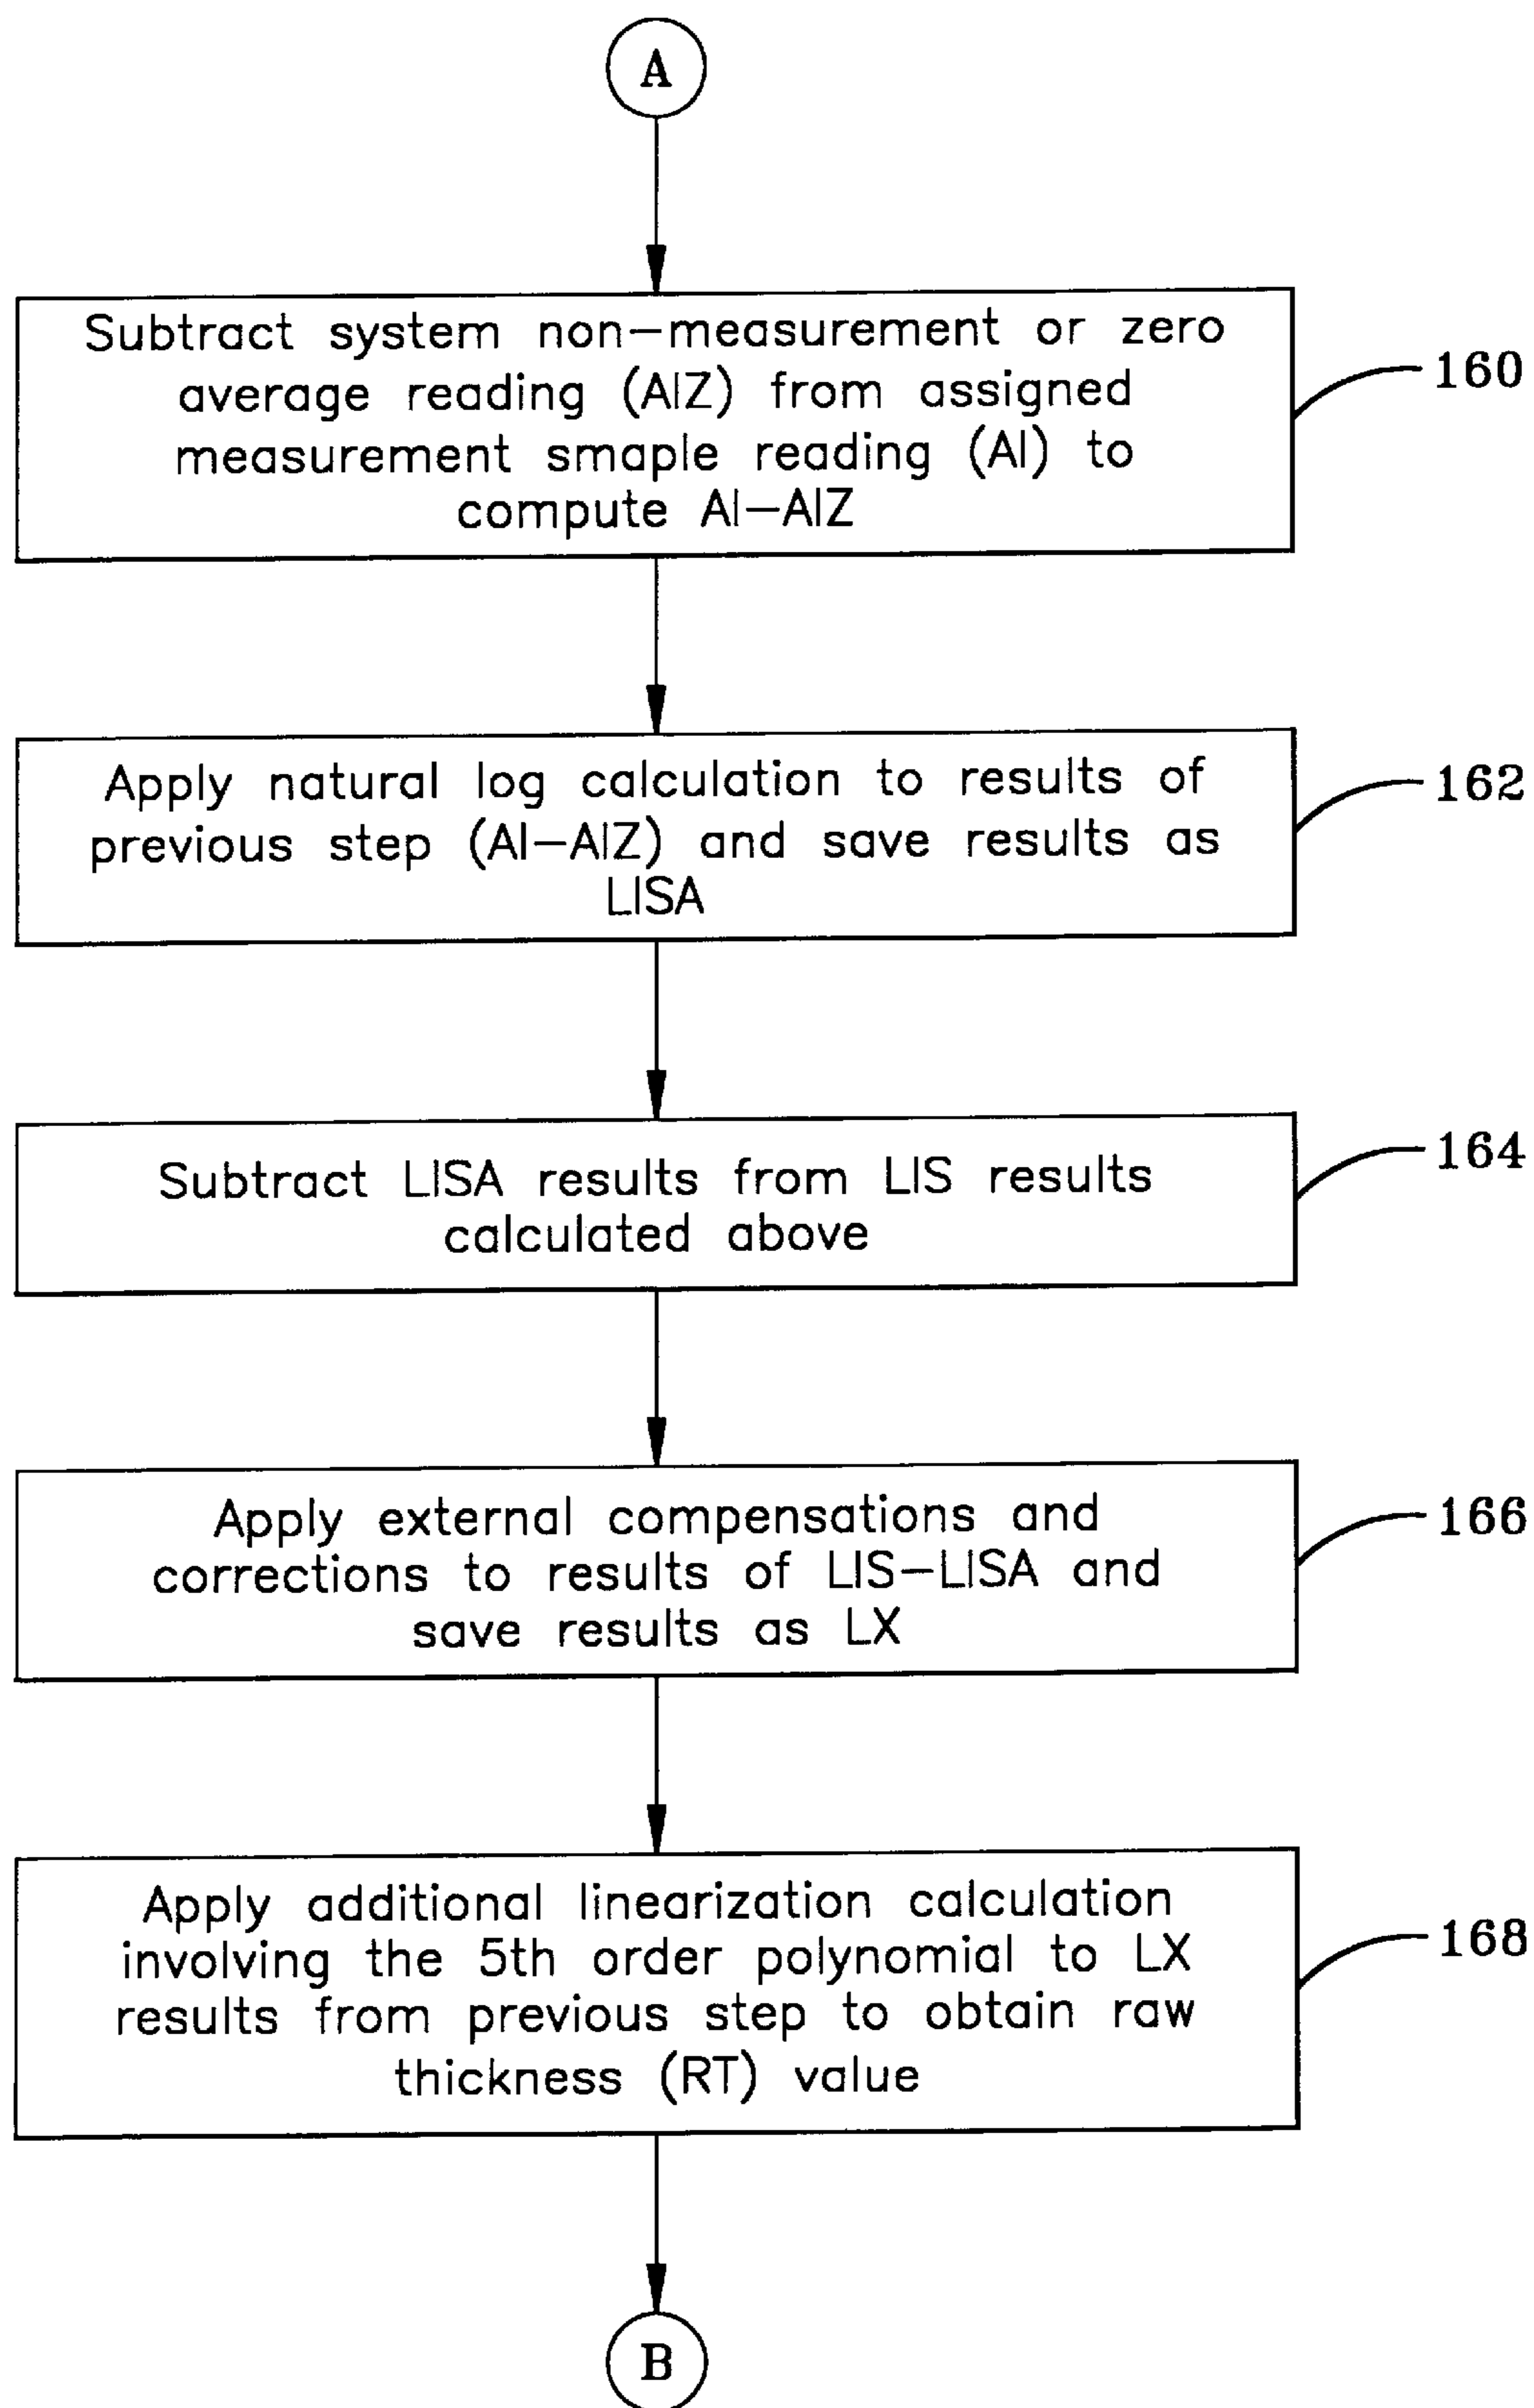 A
Subtract system non-measurement or zero
average reading (AIZ) from assigned
measurement smaple reading (AI) to
compute AI-AIZ
160
Apply natural log calculation to results of
previous step (AI-AIZ) and save results as
LISA
162
Subtract LISA results from LIS results
calculated above
164
Apply external compensations and
corrections to results of LIS-LISA and
save results as LX
166
Apply additional linearization calculation
involving the 5th order polynomial to LX
results from previous step to obtain raw
thickness (RT) value
168
B